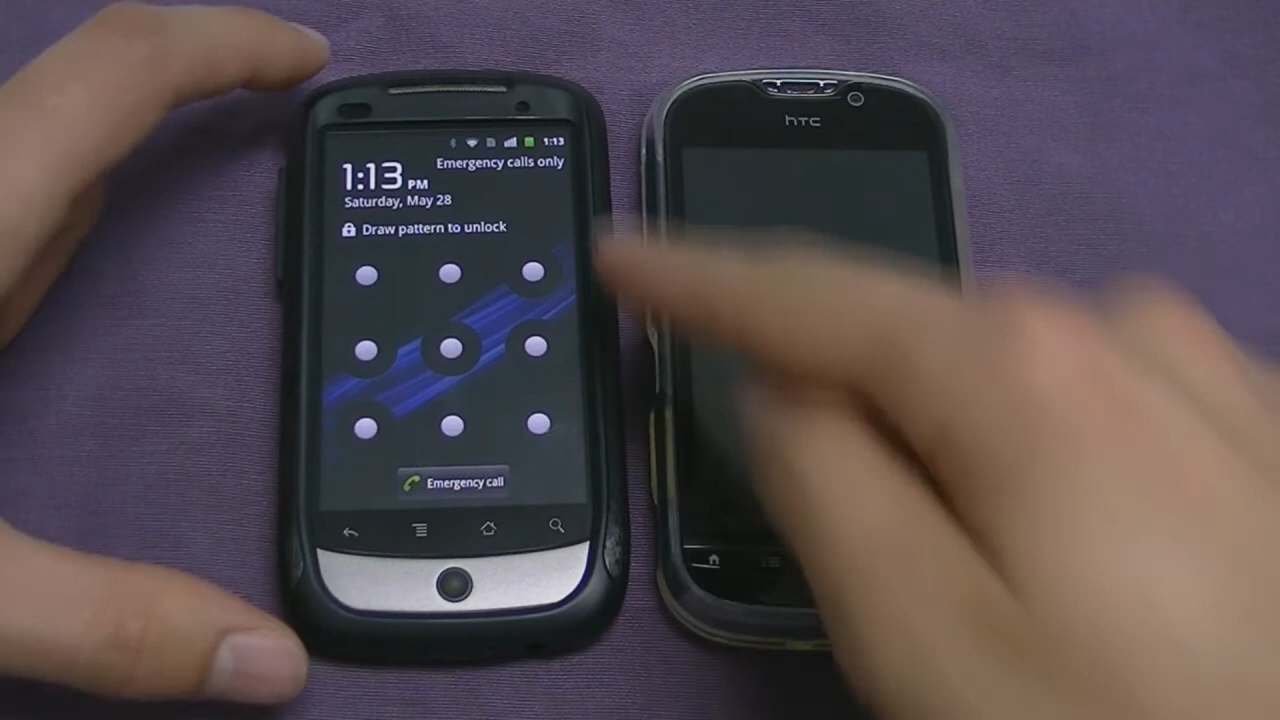 1:13
Emergency calls only
1:13 PM
Saturday, May 28
Draw pattern to unlock
Emergency call
hTC